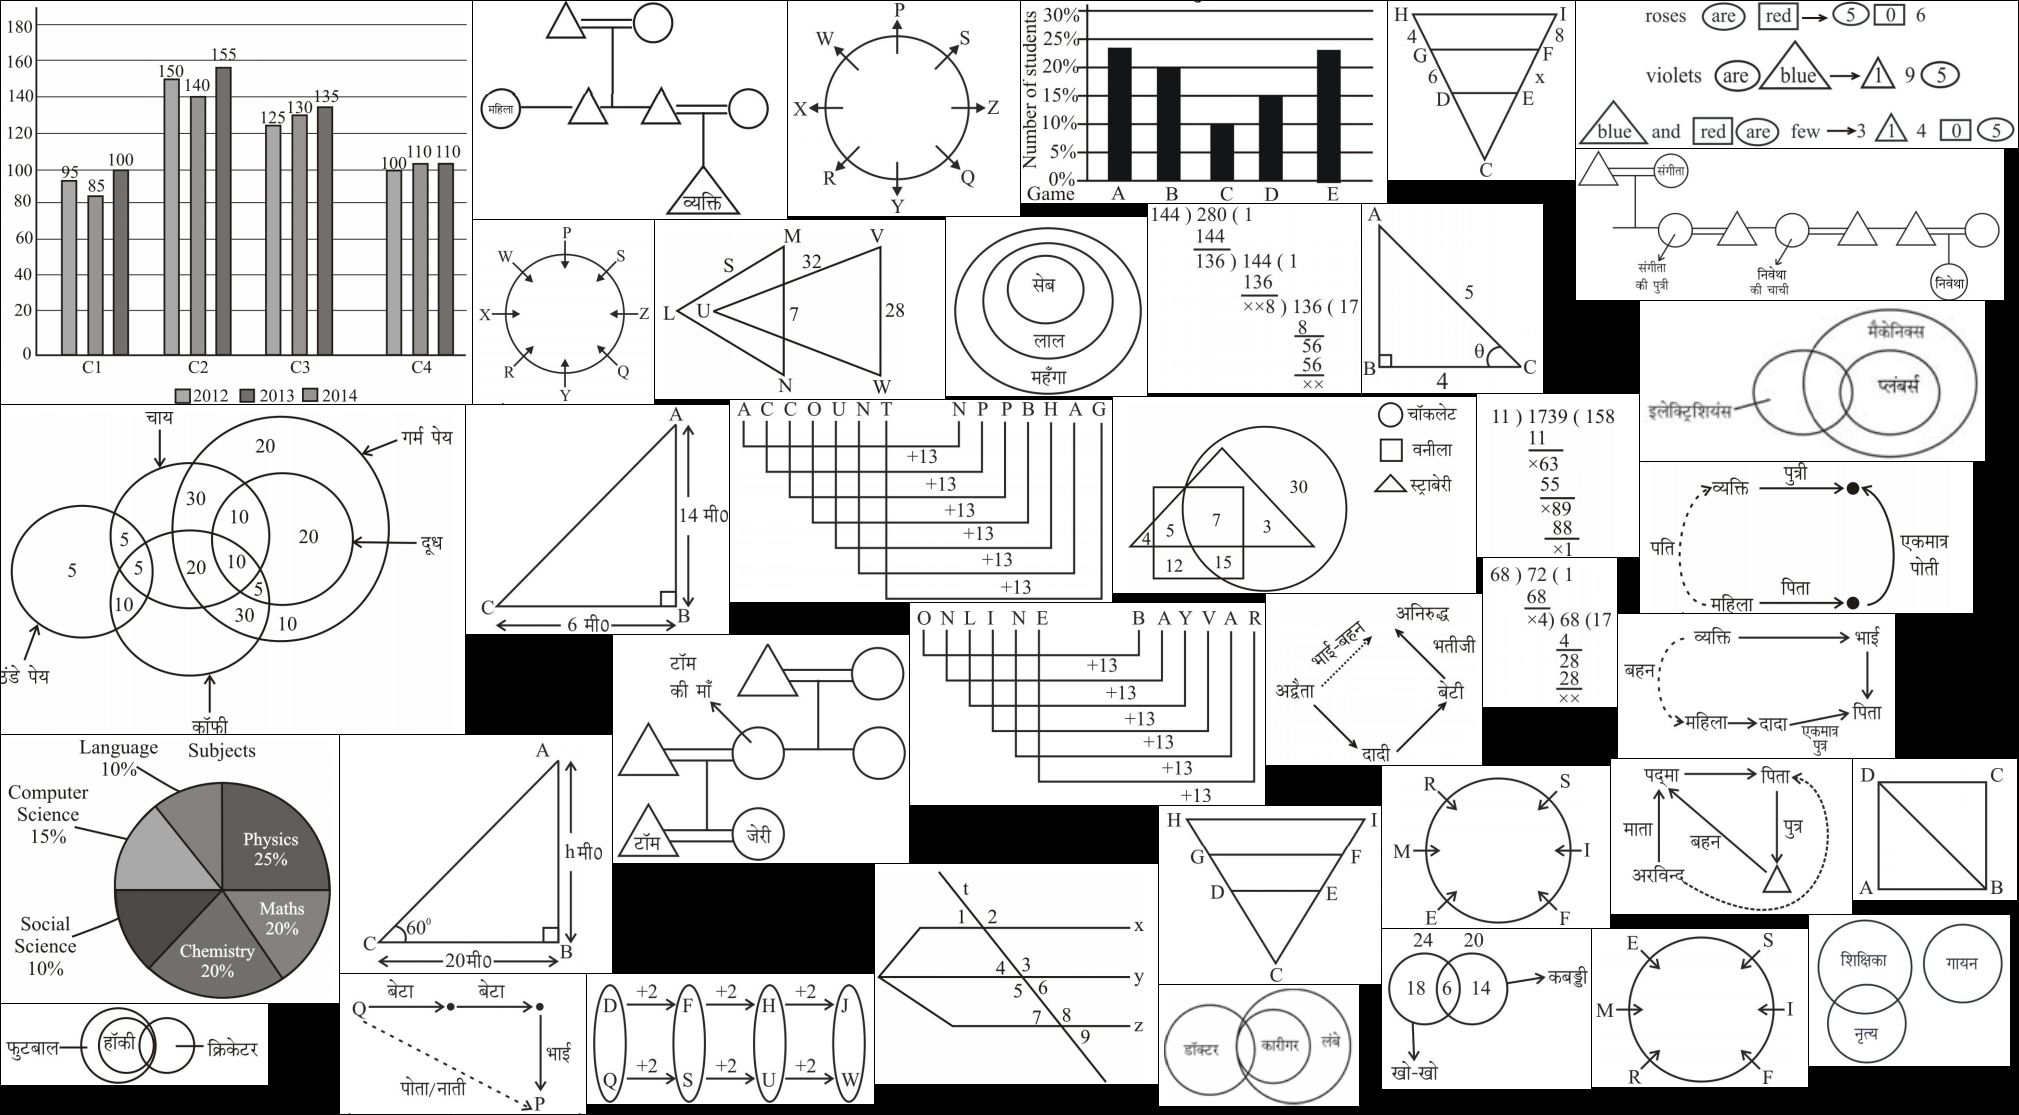 180
160
140
120
100
80
60
40
20
0
95 85 100
150 140 155
125 130 135
100 110 110
C1 C2 C3 C4
2012 2013 2014
महिला
व्यक्ति
P
W S
X Z
R Q
Y
Number of students
30%
25%
20%
15%
10%
5%
0%
Game A B C D E
H I
4 8
G F
6 x
D E
C
roses are red 5 0 6
violets are blue 1 9 5
blue and red are few 3 1 4 0 5
संगीता
संगीता
की पुत्री
निवेथा
की चाची
निवेथा
P
W S
X Z
R Q
Y
M V
S 32
L U 7 28
N W
सेब
लाल
महँगा
144 ) 280 ( 1
144
136 ) 144 ( 1
136
××8 ) 136 ( 17
8
56
56
××
A
5
B θ C
4
मैकेनिक्स
प्लंबर्स
इलेक्ट्रिशियंस
चाय
गर्म पेय
20
30
10
20
5
5
5
20
10
दूध
10
5
30
10
ठंडे पेय
कॉफी
A
14 मी०
C B
6 मी०
A C C O U N T N P P B H A G
+13
+13
+13
+13
+13
+13
+13
चॉकलेट
वनीला
स्ट्राबेरी
30
7
5 3
4
12 15
11 ) 1739 ( 158
11
×63
55
×89
88
×1
पुत्री
व्यक्ति
पति
एकमात्र
पोती
पिता
महिला
68 ) 72 ( 1
68
×4) 68 (17
4
28
28
××
O N L I N E B A Y V A R
+13
+13
+13
+13
+13
+13
अनिरुद्ध
भाई-बहन
भतीजी
अद्वैता
बेटी
दादी
व्यक्ति भाई
बहन
महिला दादा पिता
एकमात्र
पुत्र
टॉम
की माँ
टॉम जेरी
Language
10%
Subjects
Computer
Science
15%
Physics
25%
Maths
20%
Social
Science
10%
Chemistry
20%
A
h मी०
60⁰
C B
20मी०
H I
G F
D E
C
R S
M I
E F
पद्मा पिता
माता
बहन
पुत्र
अरविन्द
D C
A B
t
1 2 x
4 3 y
5 6
7 8 z
9
24 20
18 6 14
कबड्डी
खो-खो
E S
M I
R F
शिक्षिका
गायन
नृत्य
फुटबाल हॉकी क्रिकेटर
बेटा बेटा
Q
भाई
पोता/नाती
P
D +2 F +2 H +2 J
Q +2 S +2 U +2 W
डॉक्टर कारीगर लंबे